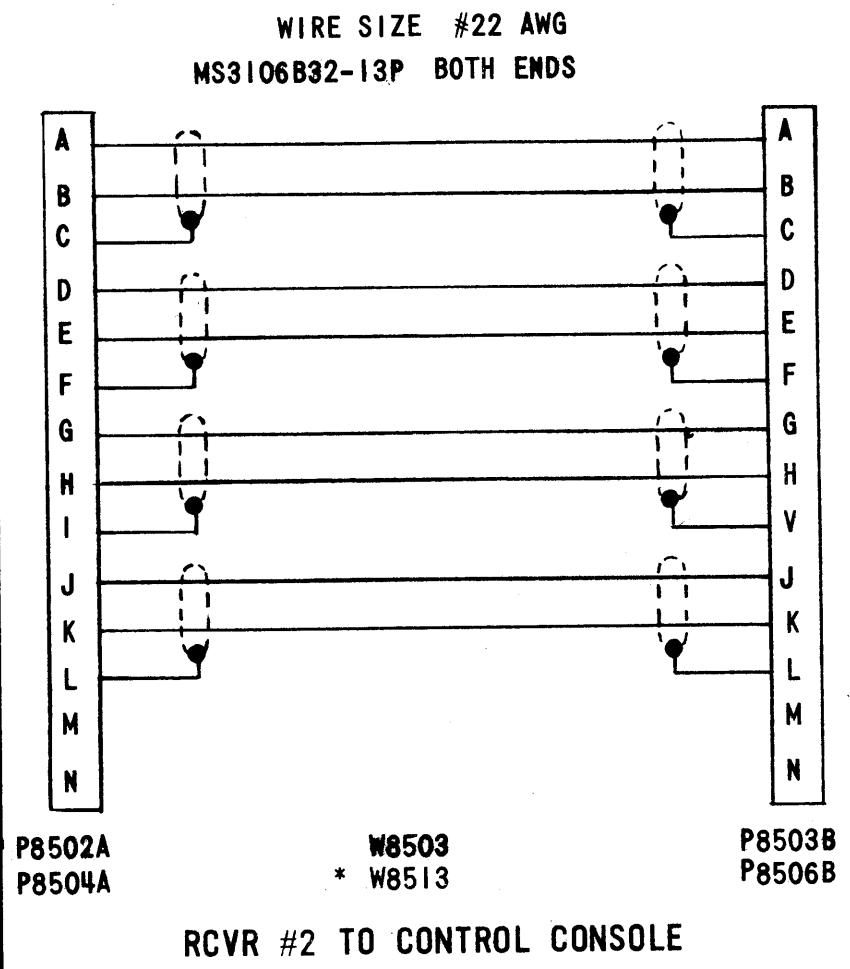 WIRE SIZE #22 AWG
MS3106B32-13P BOTH ENDS
A A
B B
C C
D D
E E
F F
G G
H H
I V
J J
K K
L L
M M
N N
P8502A W8503 P8503B
P8504A * W8513 P8506B
RCVR #2 TO CONTROL CONSOLE